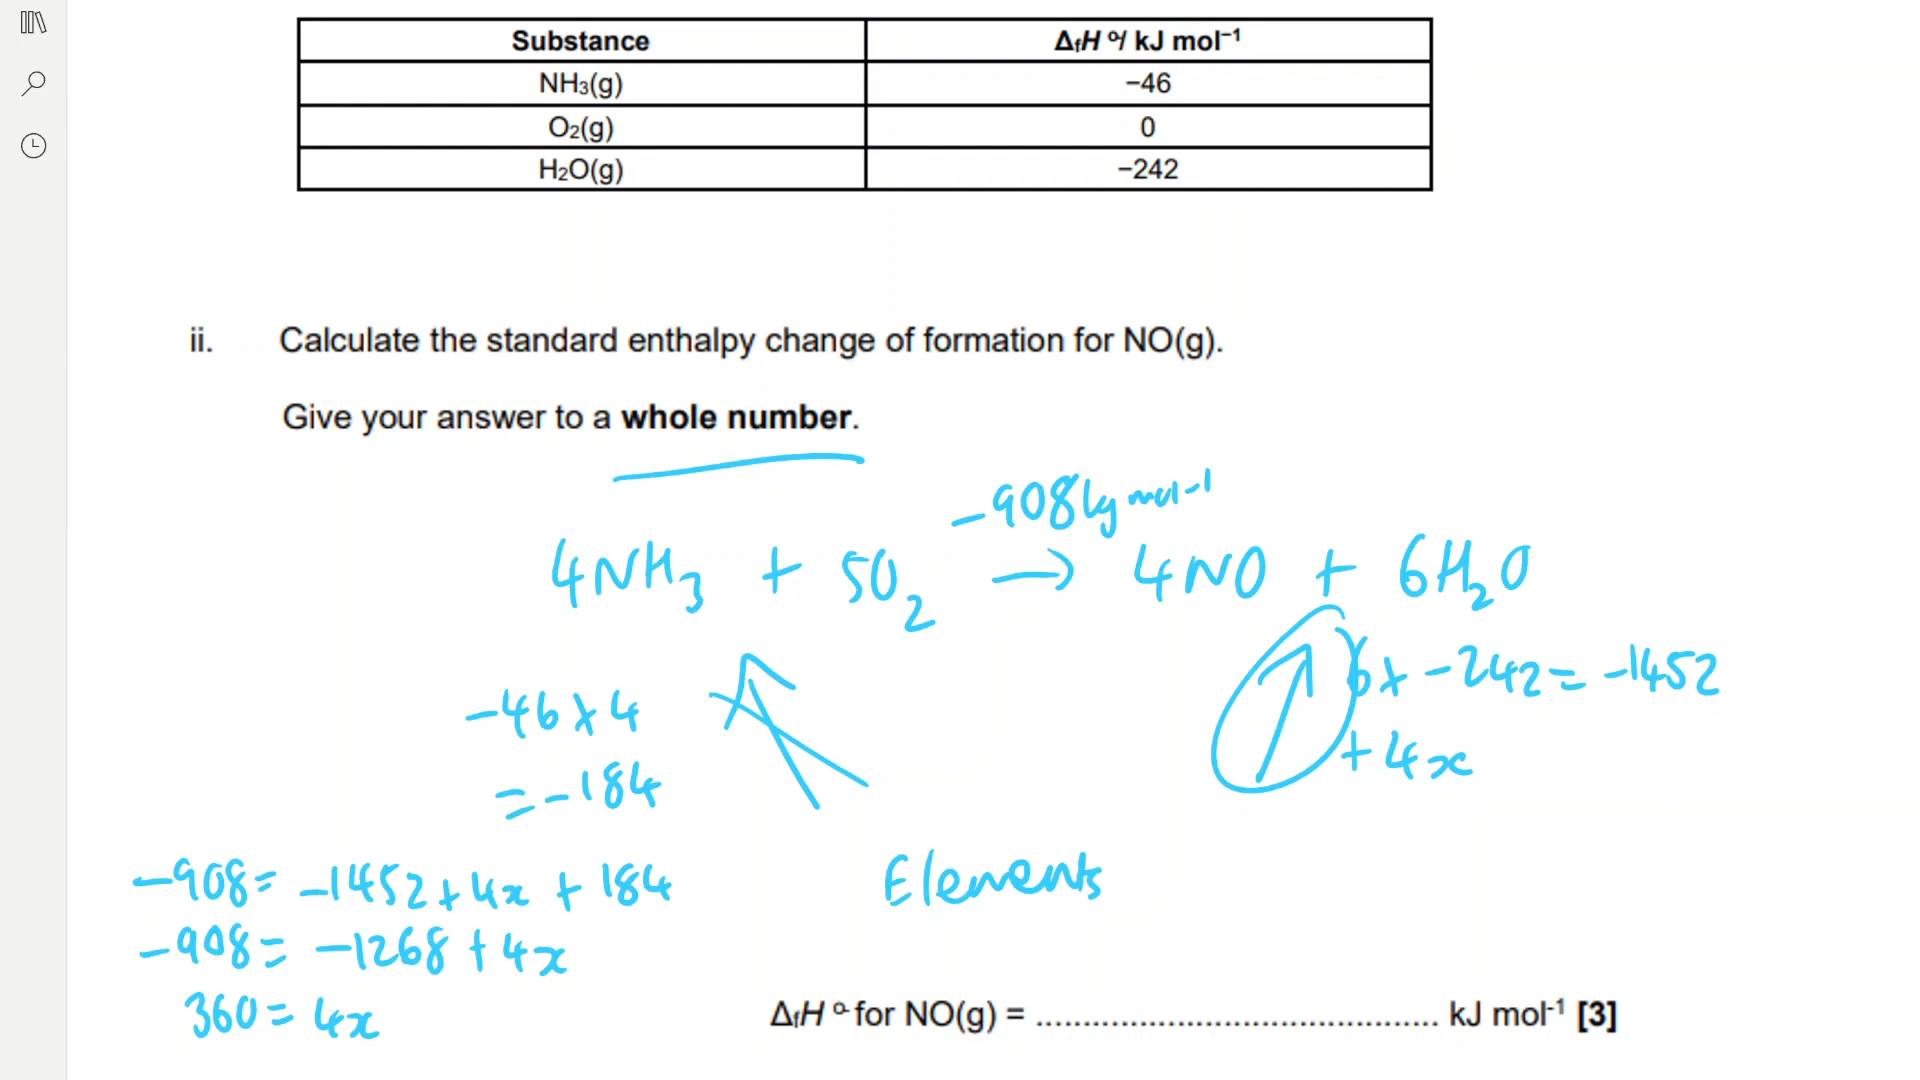 Substance ΔfH º/ kJ mol⁻¹
NH₃(g) −46
O₂(g) 0
H₂O(g) −242
ii. Calculate the standard enthalpy change of formation for NO(g).
Give your answer to a whole number.
-908kg mol-1
4NH₃ + 5O₂ → 4NO + 6H₂O
6x -242= -1452
+ 4x
-46x4
= -184
-908= -1452+4x + 184
-908= -1268 + 4x
360= 4x
Elements
ΔfH º for NO(g) = .......................................... kJ mol⁻¹ [3]